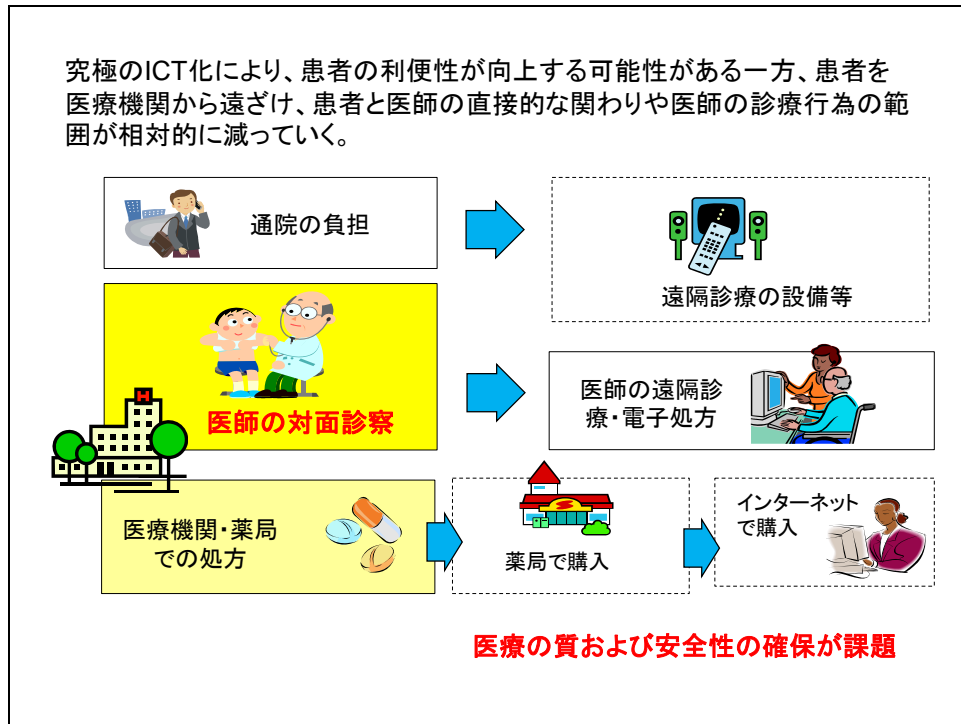 究極のICT化により、患者の利便性が向上する可能性がある一方、患者を
医療機関から遠ざけ、患者と医師の直接的な関わりや医師の診療行為の範
囲が相対的に減っていく。
通院の負担
遠隔診療の設備等
医師の対面診察
医師の遠隔診
療・電子処方
H
医療機関・薬局
での処方
薬局で購入
インターネット
で購入
医療の質および安全性の確保が課題